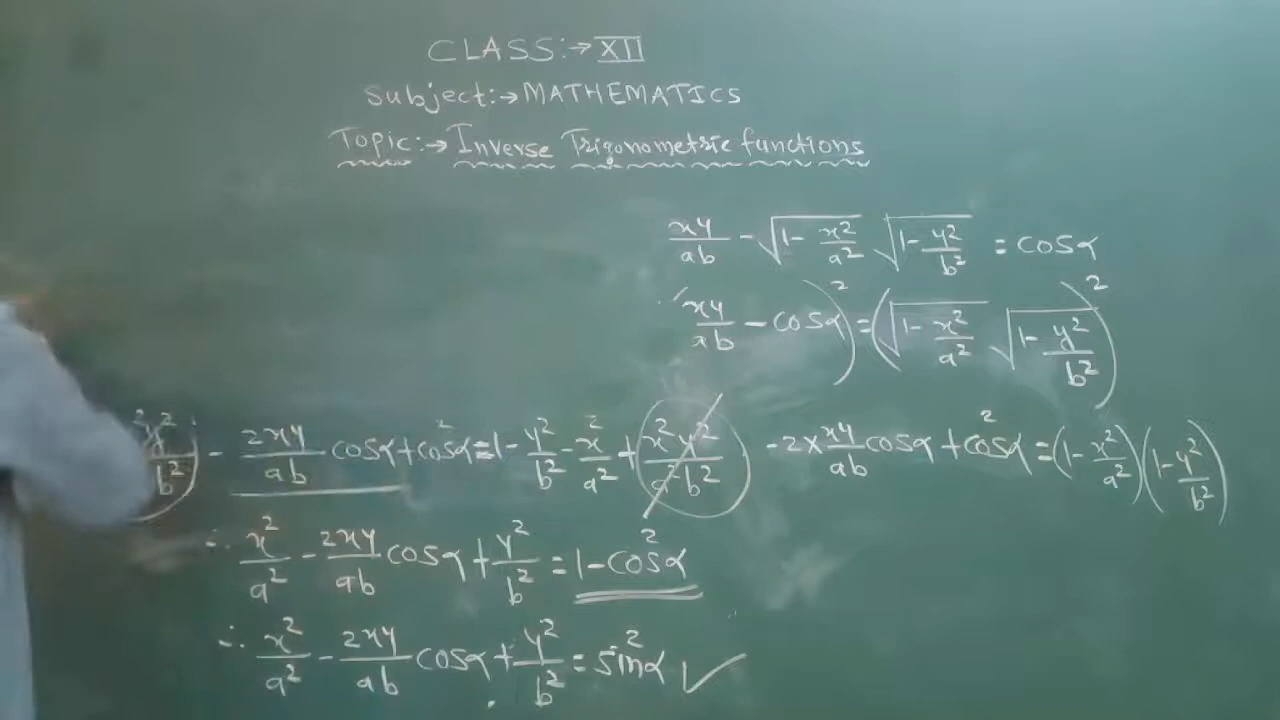 CLASS:→ XII
Subject:→ MATHEMATICS
Topic:→ Inverse Trigonometric functions
xy/ab - √(1 - x²/a²) √(1 - y²/b²) = cosα
xy/ab - cosα)² = (√(1 - x²/a²) √(1 - y²/b²))²
-2 × xy/ab cosα + cos²α = (1 - x²/a²)(1 - y²/b²)
x²/b² - 2xy/ab cosα + cos²α = 1 - y²/b² - x²/a² + x²y²/a²b²
∴ x²/a² - 2xy/ab cosα + y²/b² = 1 - cos²α
∴ x²/a² - 2xy/ab cosα + y²/b² = sin²α ✓